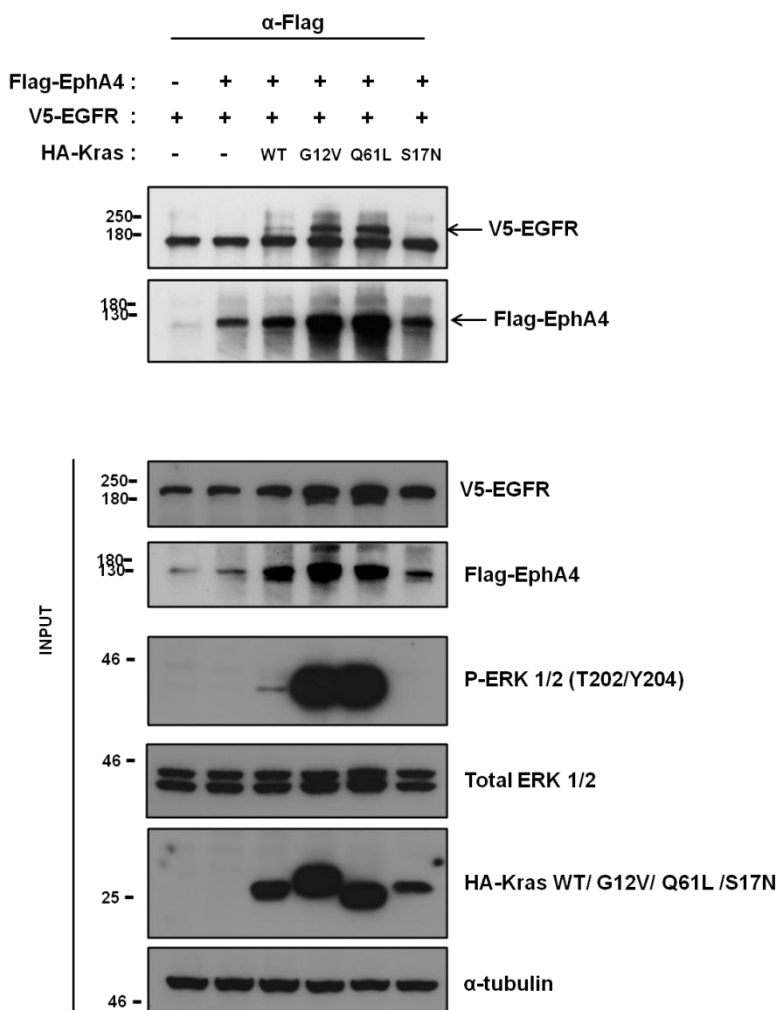 α-Flag
Flag-EphA4 : - + + + + +
V5-EGFR : + + + + + +
HA-Kras : - - WT G12V Q61L S17N
250-
180-
V5-EGFR
180-
130-
Flag-EphA4
INPUT
250-
180-
V5-EGFR
180-
130-
Flag-EphA4
46 -
P-ERK 1/2 (T202/Y204)
46 -
Total ERK 1/2
25 -
HA-Kras WT/ G12V/ Q61L /S17N
46 -
α-tubulin